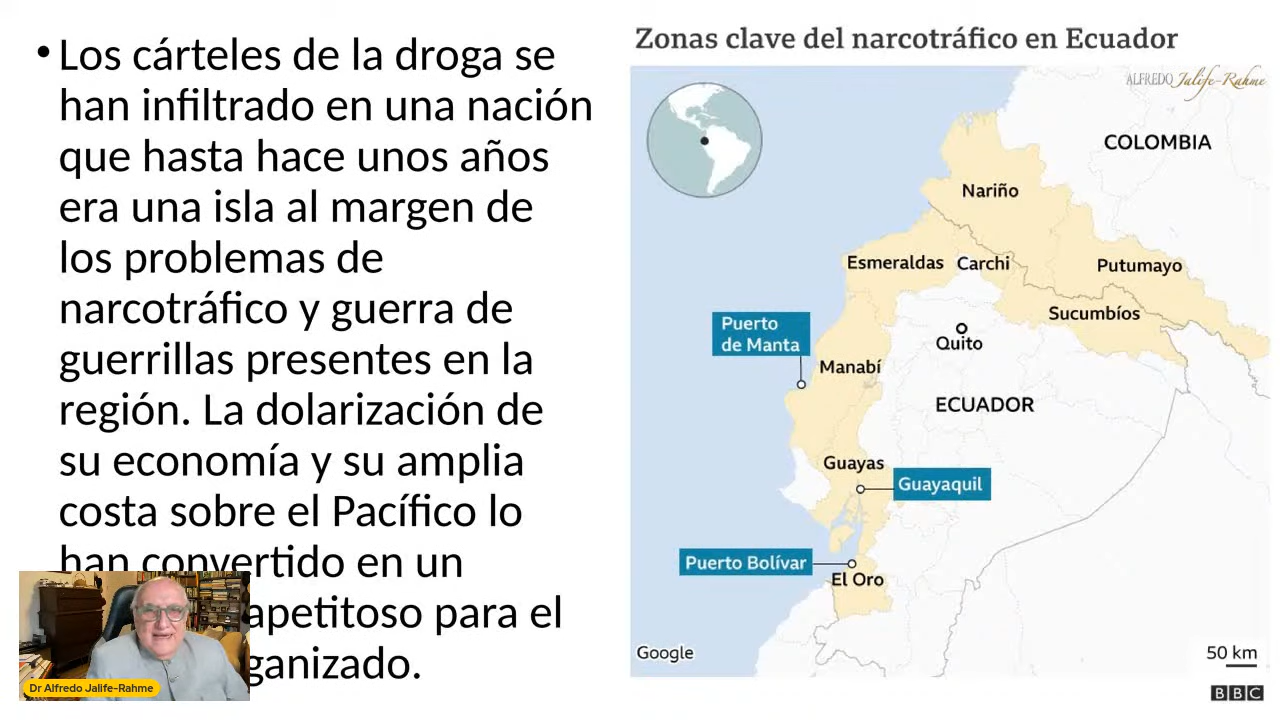 • Los cárteles de la droga se
han infiltrado en una nación
que hasta hace unos años
era una isla al margen de
los problemas de
narcotráfico y guerra de
guerrillas presentes en la
región. La dolarización de
su economía y su amplia
costa sobre el Pacífico lo
han convertido en un
apetitoso para el
ganizado.
Dr Alfredo Jalife-Rahme
Zonas clave del narcotráfico en Ecuador
ALFREDO Jalife-Rahme
COLOMBIA
Nariño
Esmeraldas
Carchi
Putumayo
Sucumbíos
Puerto
de Manta
Quito
Manabí
ECUADOR
Guayas
Guayaquil
Puerto Bolívar
El Oro
Google
50 km
BBC